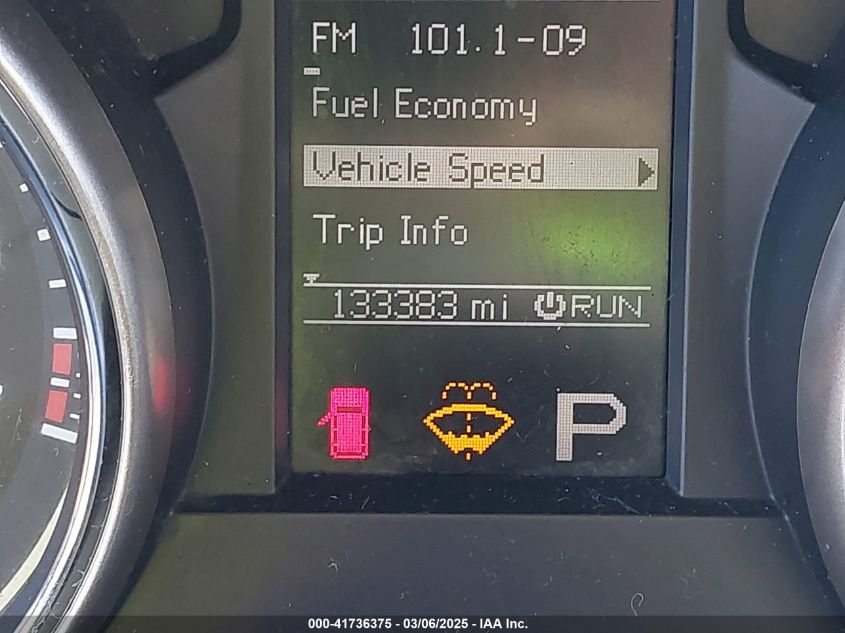 FM 101.1-09
Fuel Economy
Vehicle Speed
Trip Info
133383 mi RUN
P
000-41736375 - 03/06/2025 - IAA Inc.